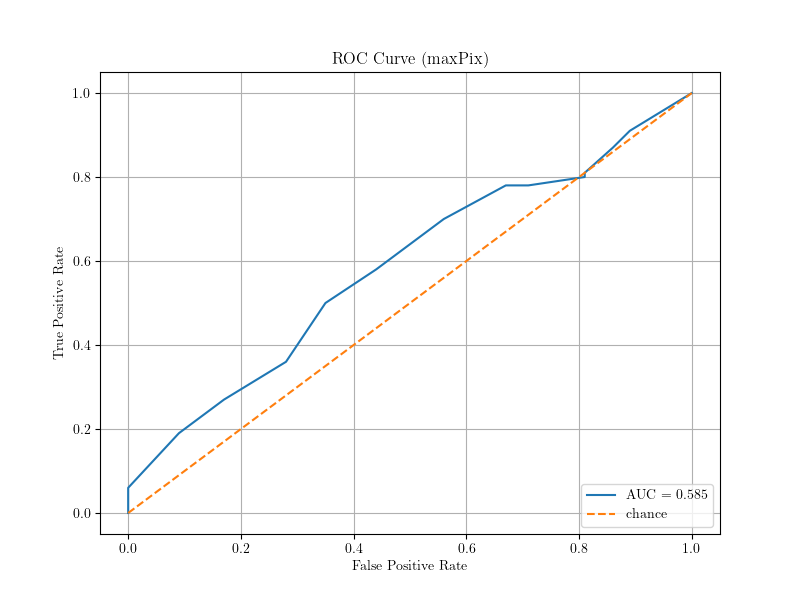 ROC Curve (maxPix)
True Positive Rate
1.0
0.8
0.6
0.4
0.2
0.0
AUC = 0.585
chance
0.0 0.2 0.4 0.6 0.8 1.0
False Positive Rate